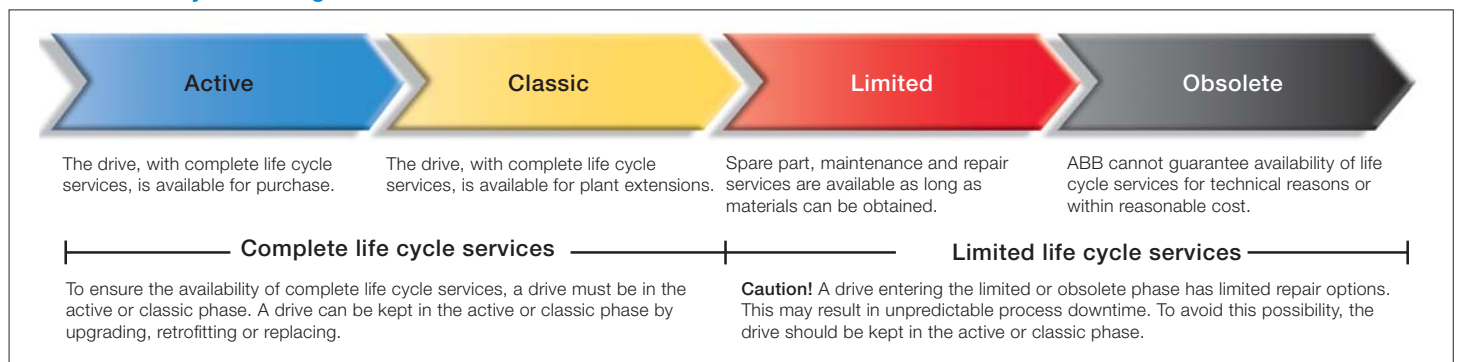 Active
Classic
Limited
Obsolete
The drive, with complete life cycle
services, is available for purchase.
The drive, with complete life cycle
services, is available for plant extensions.
Spare part, maintenance and repair
services are available as long as
materials can be obtained.
ABB cannot guarantee availability of life
cycle services for technical reasons or
within reasonable cost.
Complete life cycle services
Limited life cycle services
To ensure the availability of complete life cycle services, a drive must be in the
active or classic phase. A drive can be kept in the active or classic phase by
upgrading, retrofitting or replacing.
Caution! A drive entering the limited or obsolete phase has limited repair options.
This may result in unpredictable process downtime. To avoid this possibility, the
drive should be kept in the active or classic phase.